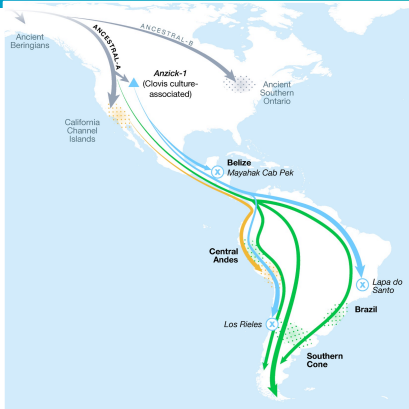 Ancient
Beringians
ANCESTRAL-A
ANCESTRAL-B
Anzick-1
(Clovis culture-
associated)
Ancient
Southern
Ontario
California
Channel
Islands
Belize
Mayahak Cab Pek
X
Central
Andes
X
Lapa do
Santo
Los Rieles
X
Brazil
Southern
Cone